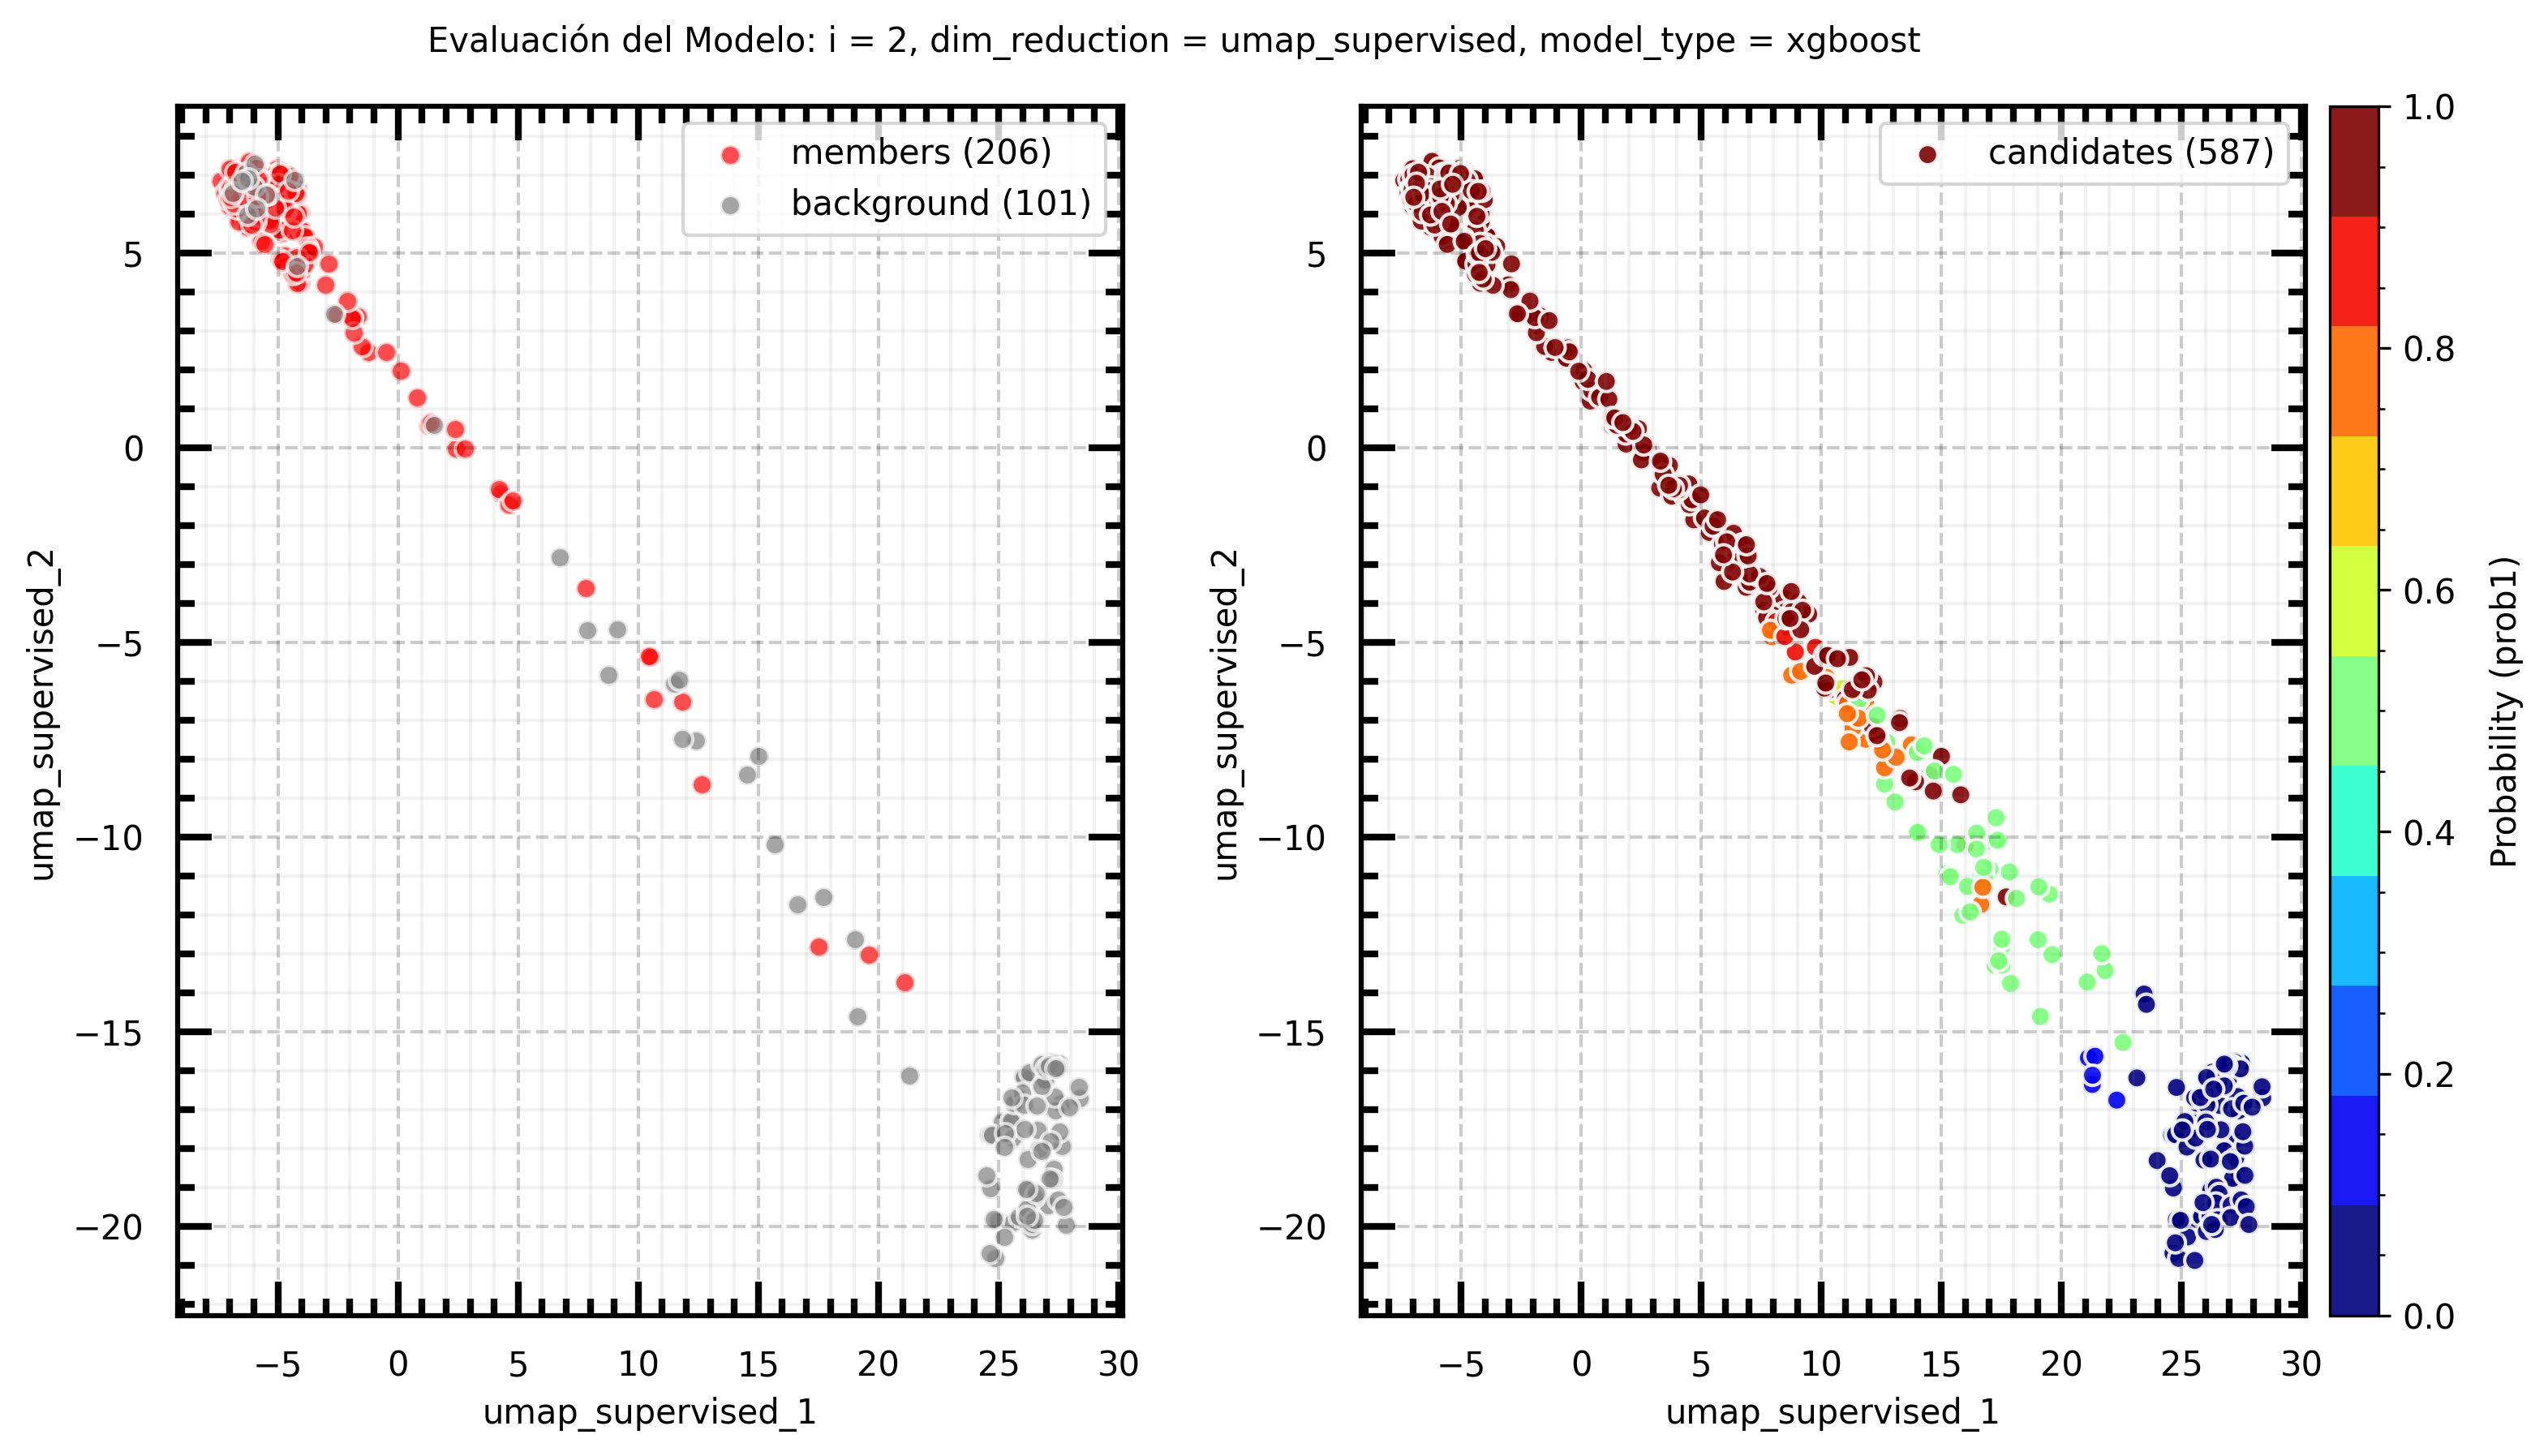 Evaluación del Modelo: i = 2, dim_reduction = umap_supervised, model_type = xgboost
members (206)
background (101)
5
0
−5
−10
−15
−20
umap_supervised_2
−5 0 5 10 15 20 25 30
umap_supervised_1
candidates (587)
5
0
−5
−10
−15
−20
umap_supervised_2
−5 0 5 10 15 20 25 30
umap_supervised_1
1.0
0.8
0.6
0.4
0.2
0.0
Probability (prob1)